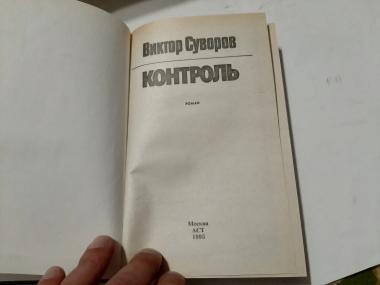 Виктор Суворов
КОНТРОЛЬ
РОМАН
Москва
АСТ
1995